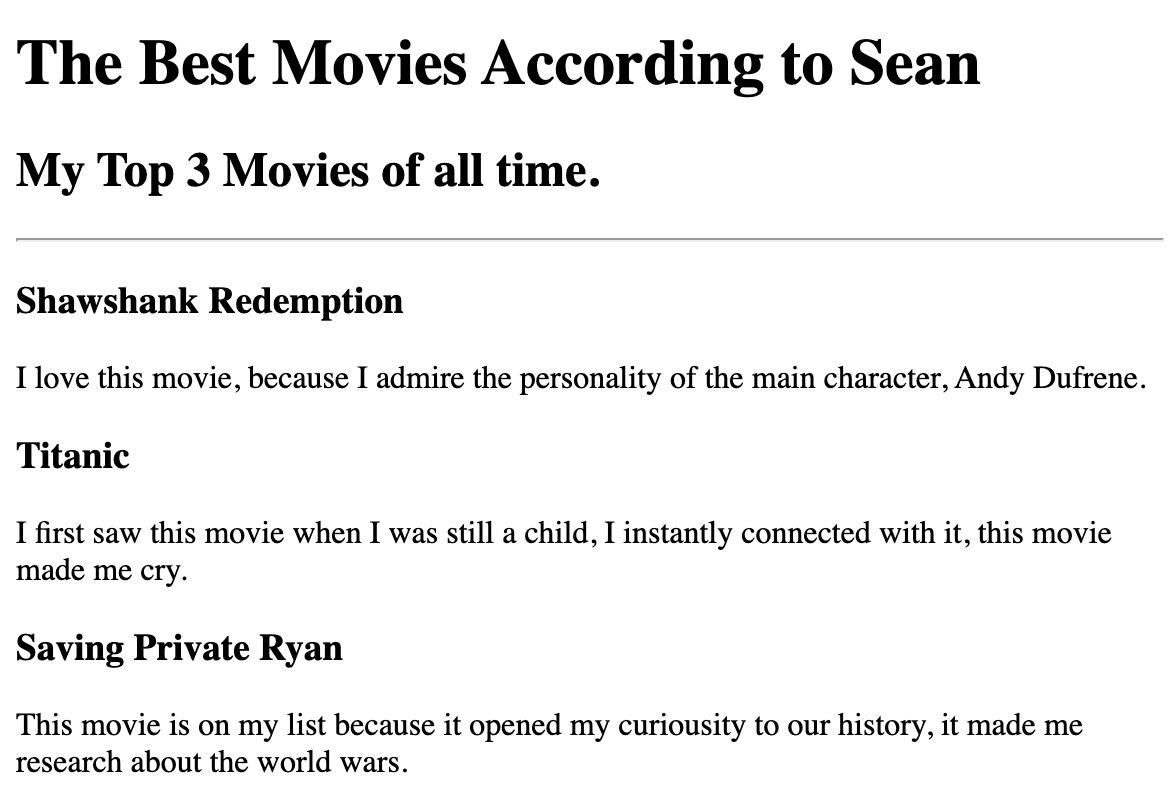 The Best Movies According to Sean
My Top 3 Movies of all time.
Shawshank Redemption
I love this movie, because I admire the personality of the main character, Andy Dufrene.
Titanic
I first saw this movie when I was still a child, I instantly connected with it, this movie
made me cry.
Saving Private Ryan
This movie is on my list because it opened my curiousity to our history, it made me
research about the world wars.